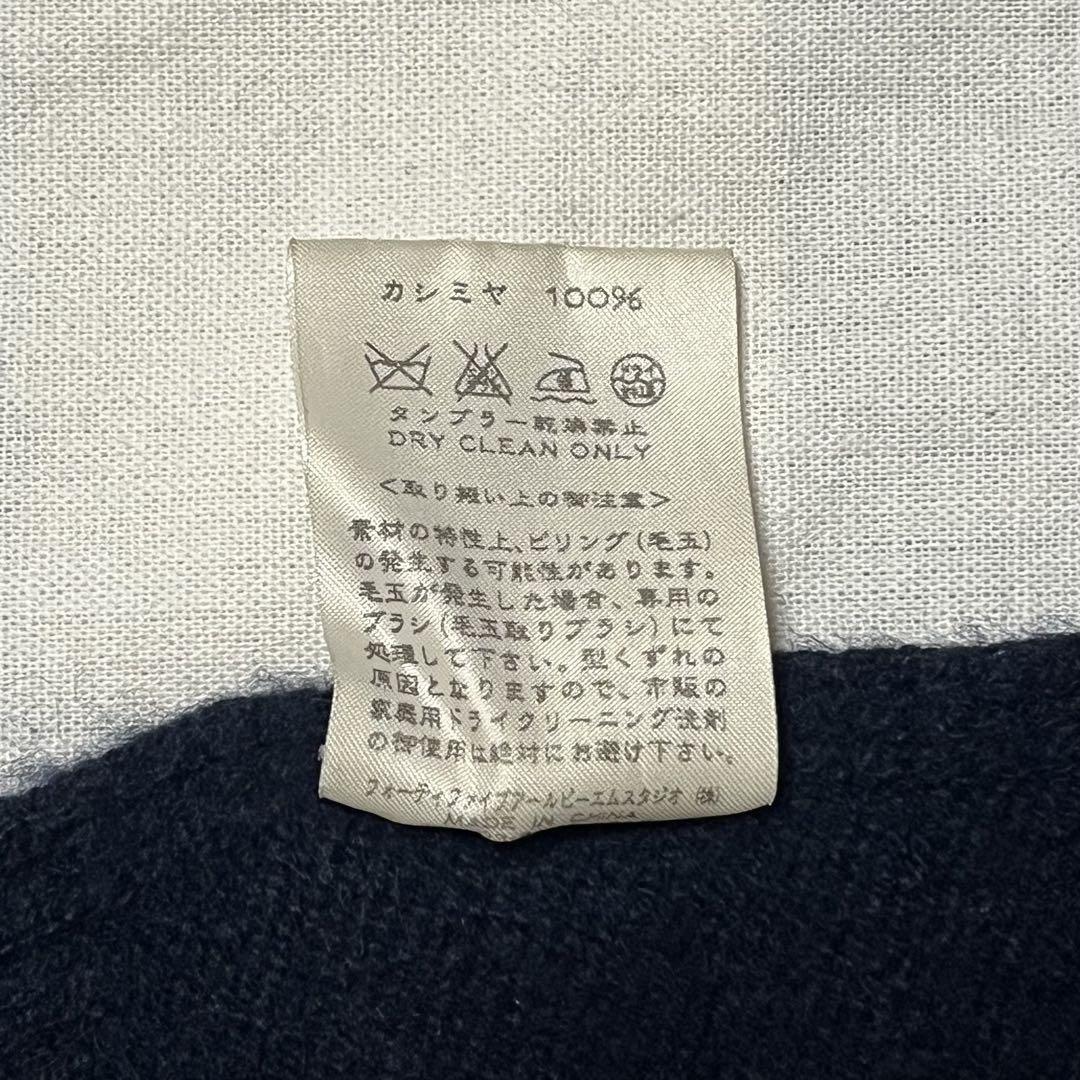 カシミヤ 100%
タンブラー乾燥禁止
DRY CLEAN ONLY
<取り扱い上の御注意>
素材の特性上、ピリング(毛玉)
の発生する可能性があります。
毛玉が発生した場合、専用の
ブラシ(毛玉取りブラシ)にて
処理して下さい。型くずれの
原因となりますので、市販の
家庭用ドライクリーニング洗剤
の御使用は絶対にお避け下さい。
フォーティファイブアールピーエムスタジオ(株)
MADE IN CHINA